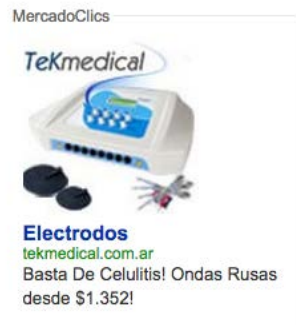 MercadoClics
TeKmedical
Electrodos
tekmedical.com.ar
Basta De Celulitis! Ondas Rusas
desde $1.352!